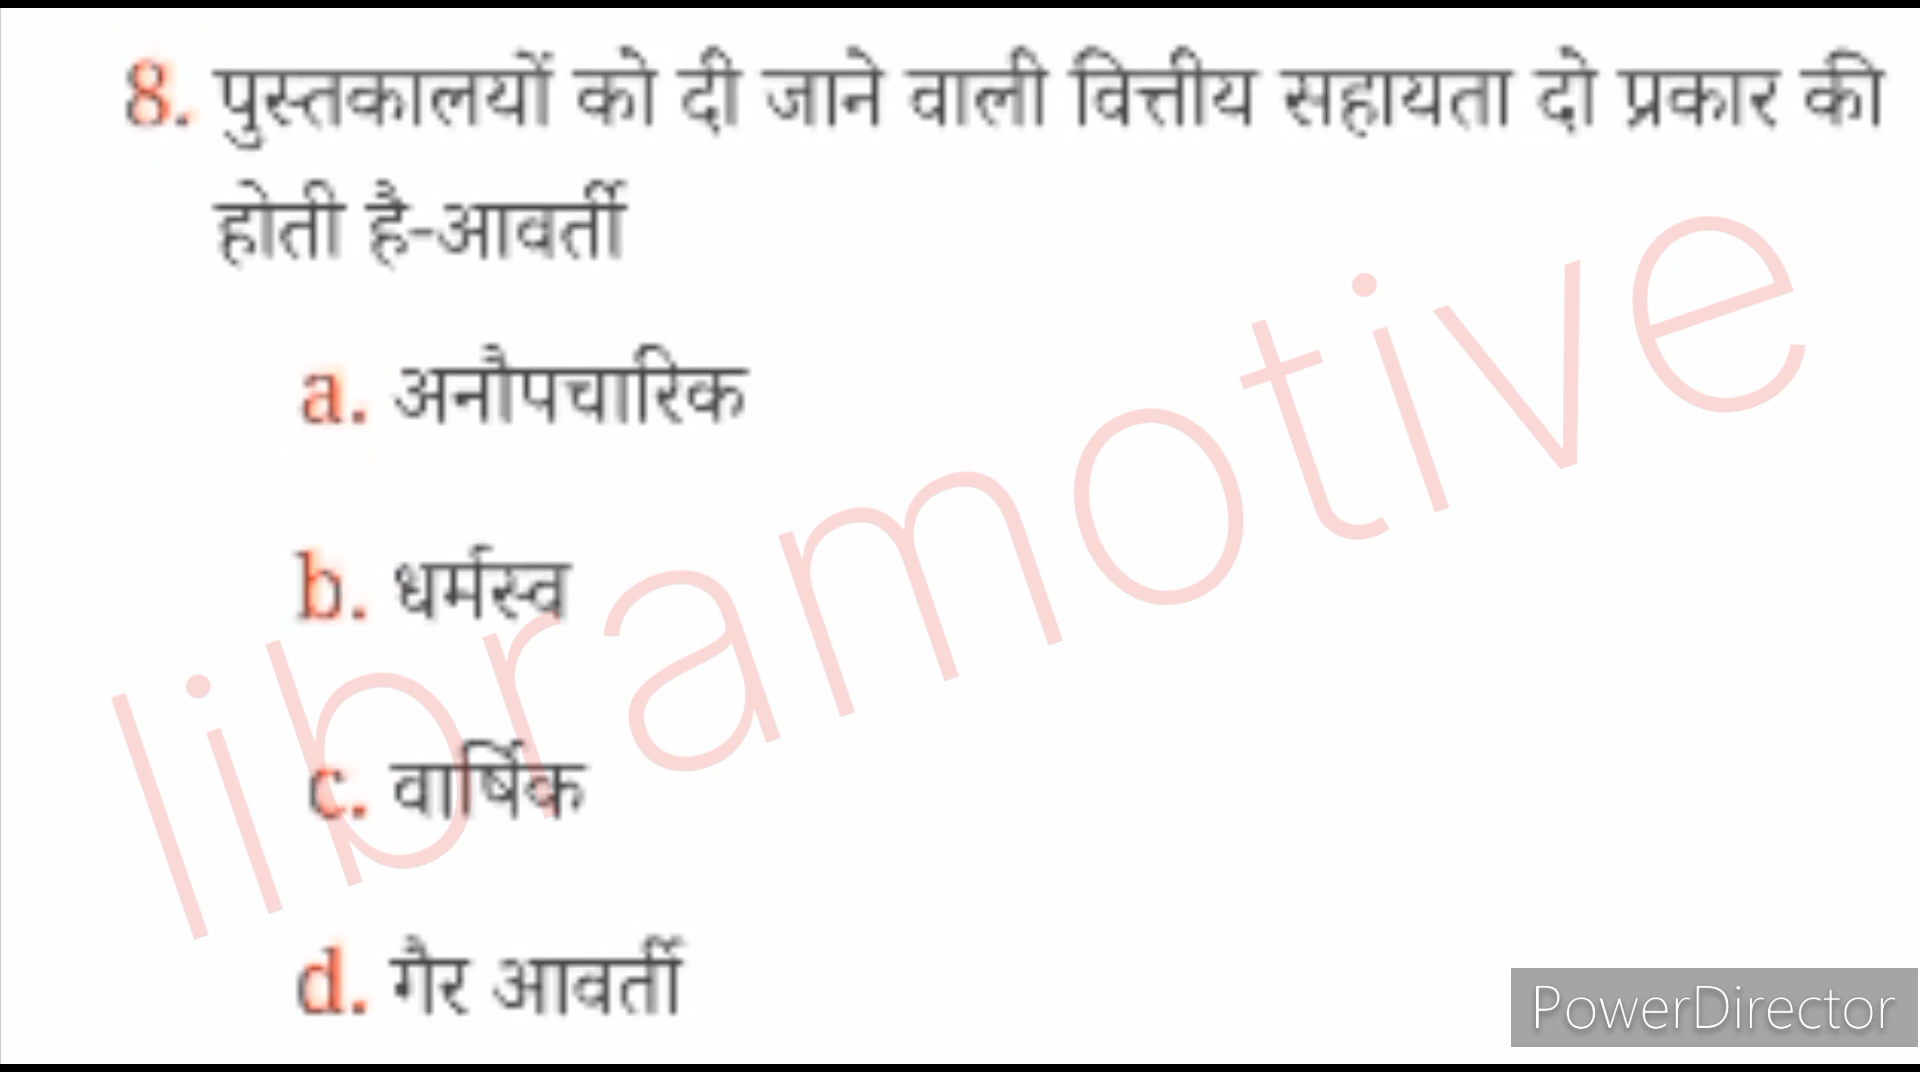 8. पुस्तकालयों को दी जाने वाली वित्तीय सहायता दो प्रकार की
होती है-आवर्ती
a. अनौपचारिक
b. धर्मस्व
c. वार्षिक
d. गैर आवर्ती
libramotive
PowerDirector